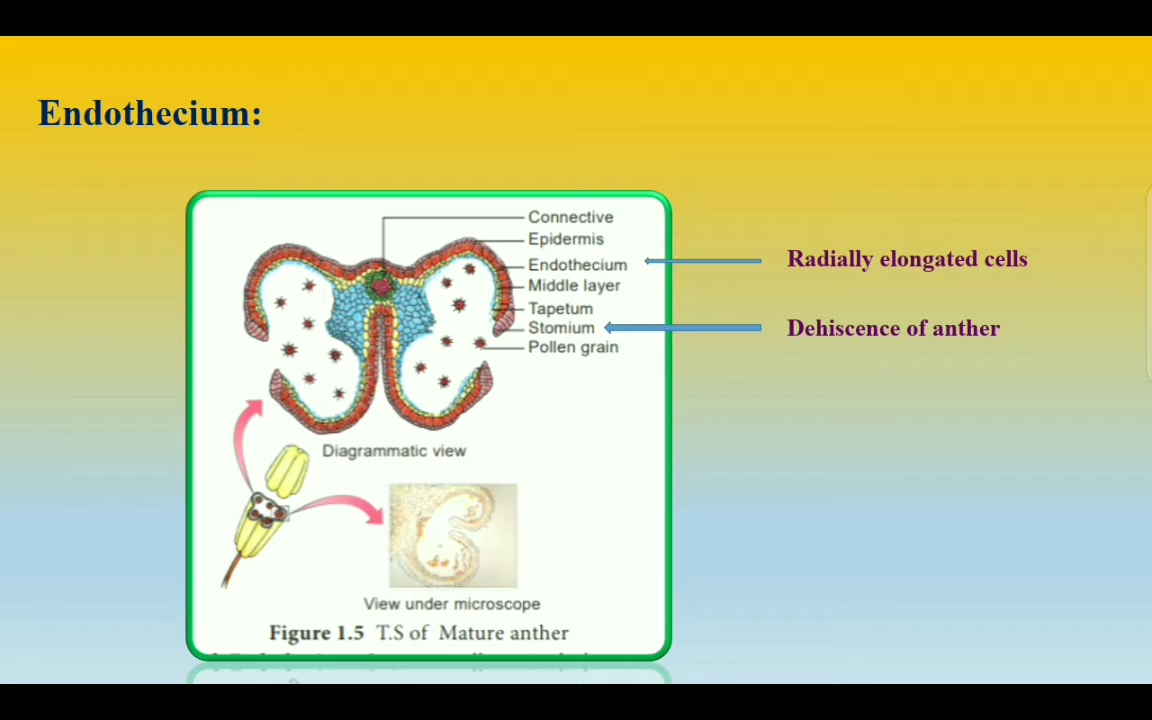 Endothecium:
Connective
Epidermis
Endothecium
Middle layer
Tapetum
Stomium
Pollen grain
Radially elongated cells
Dehiscence of anther
Diagrammatic view
View under microscope
Figure 1.5 T.S of Mature anther